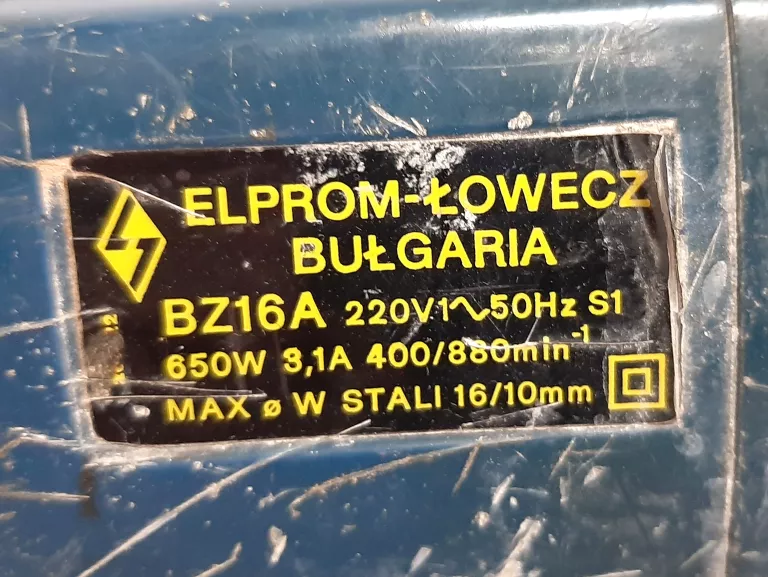 ELPROM-ŁOWECZ
BUŁGARIA
BZ16A 220V1∿50Hz S1
650W 3,1A 400/880min⁻¹
MAX ø W STALI 16/10mm